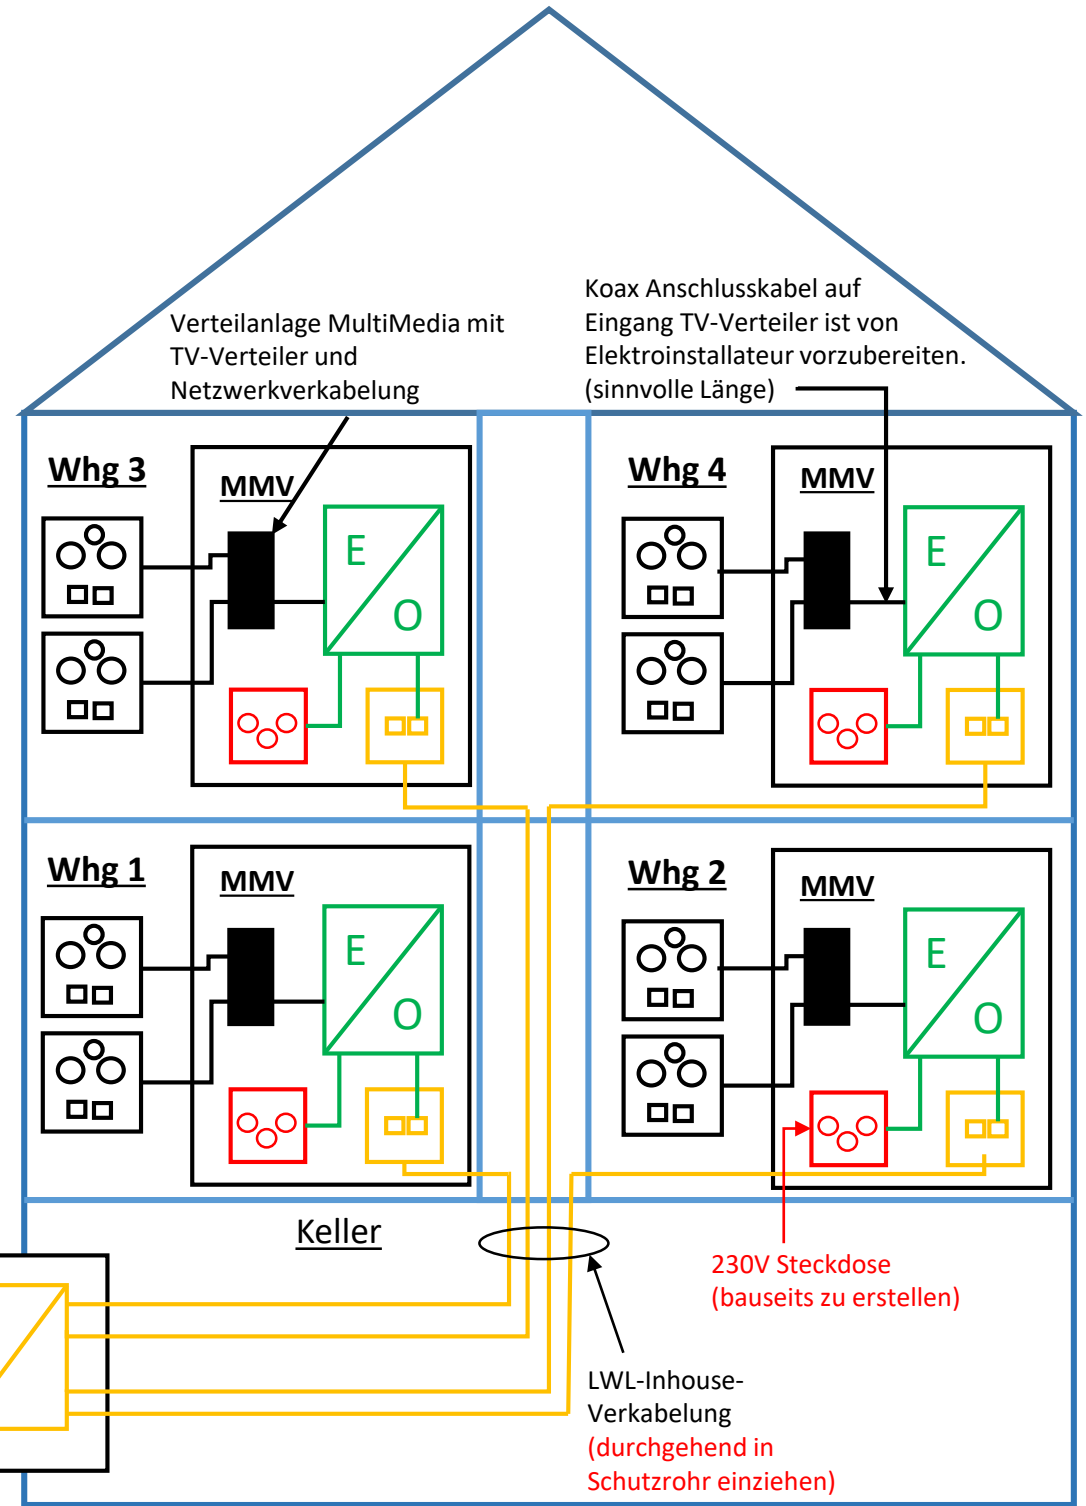 Verteilanlage MultiMedia mit
TV-Verteiler und
Netzwerkverkabelung
Koax Anschlusskabel auf
Eingang TV-Verteiler ist von
Elektroinstallateur vorzubereiten.
(sinnvolle Länge)
Whg 3
MMV
E
O
Whg 4
MMV
E
O
Whg 1
MMV
E
O
Whg 2
MMV
E
O
Keller
230V Steckdose
(bauseits zu erstellen)
LWL-Inhouse-
Verkabelung
(durchgehend in
Schutzrohr einziehen)